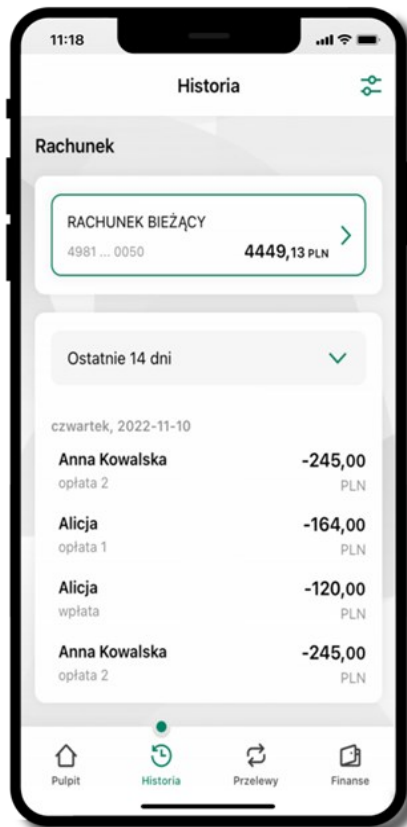 11:18
Historia
Rachunek
RACHUNEK BIEŻĄCY
4981 ... 0050
4449,13 PLN
Ostatnie 14 dni
czwartek, 2022-11-10
Anna Kowalska
-245,00
opłata 2
PLN
Alicja
-164,00
opłata 1
PLN
Alicja
-120,00
wpłata
PLN
Anna Kowalska
-245,00
opłata 2
PLN
Pulpit
Historia
Przelewy
Finanse